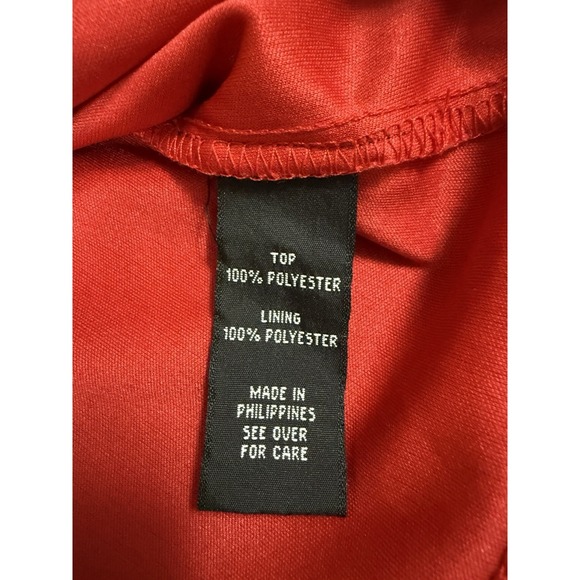 TOP
100% POLYESTER
LINING
100% POLYESTER
MADE IN
PHILIPPINES
SEE OVER
FOR CARE